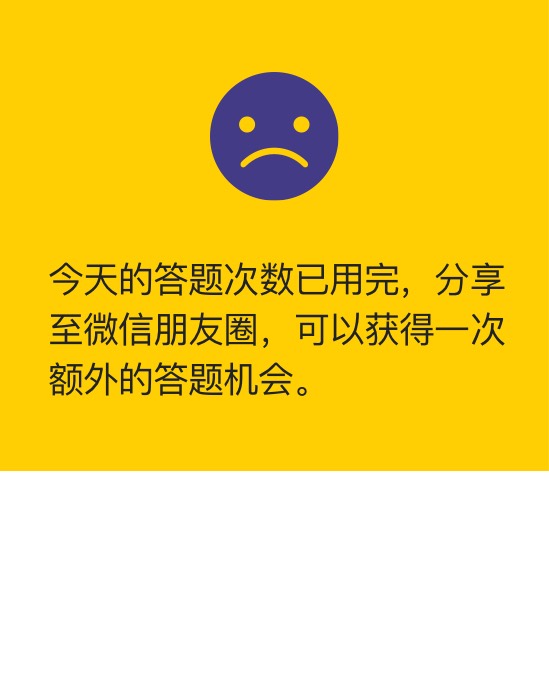 今天的答题次数已用完，分享
至微信朋友圈，可以获得一次
额外的答题机会。